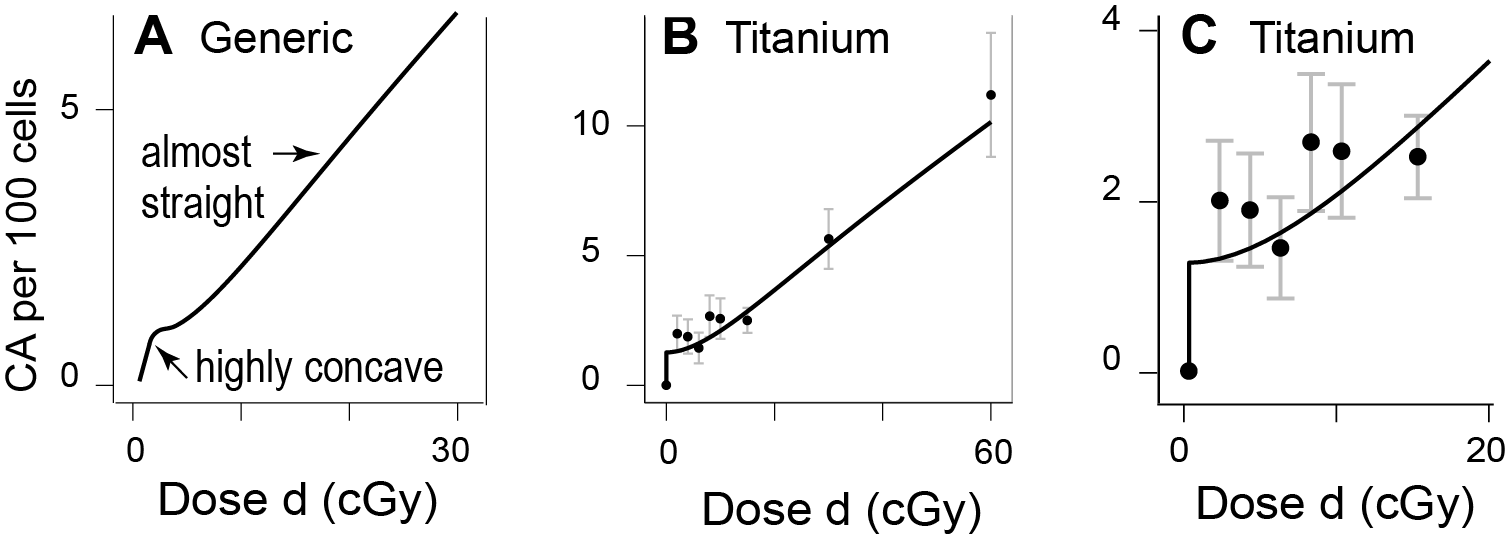 A Generic
CA per 100 cells
5
0
almost
straight
highly concave
0 30
Dose d (cGy)
B Titanium
10
5
0
0 60
Dose d (cGy)
C Titanium
4
2
0
0 20
Dose d (cGy)